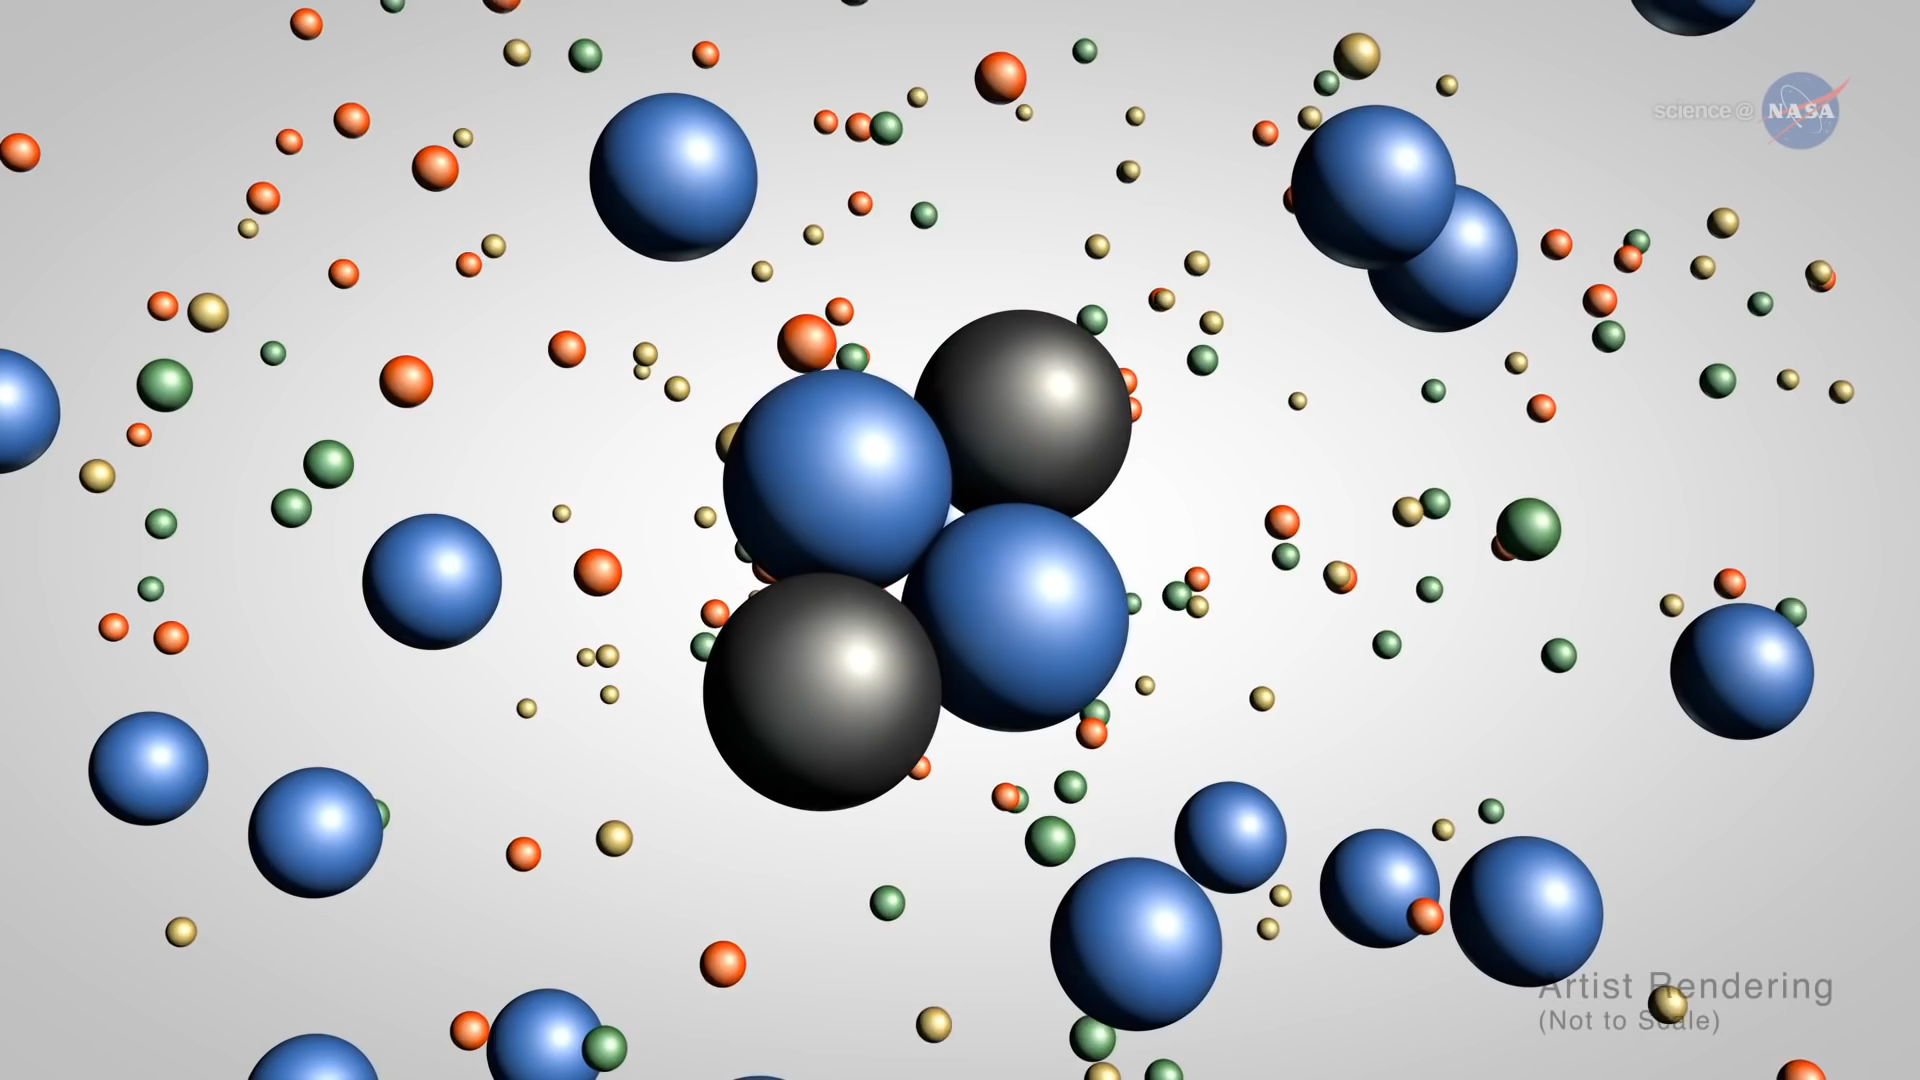 science@ NASA
Artist Rendering
(Not to Scale)